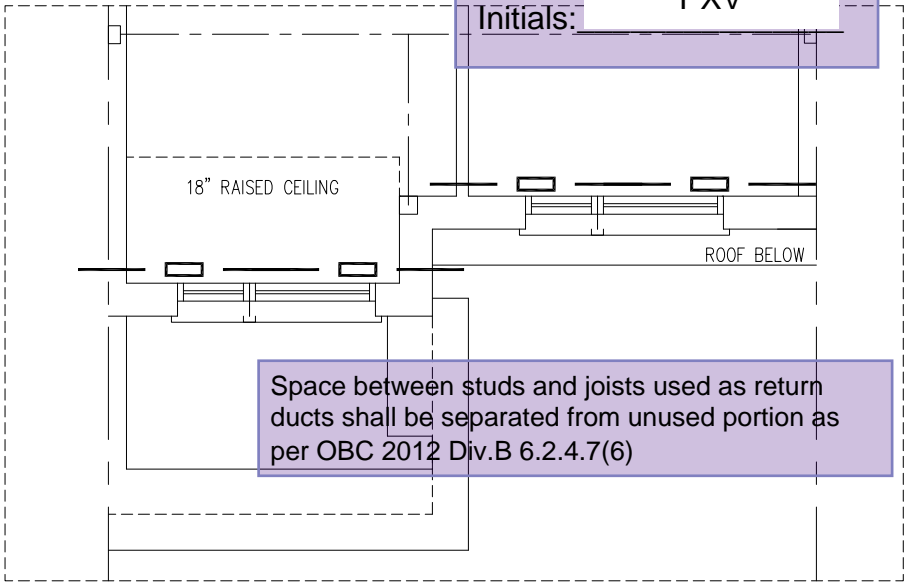 Initials:
18" RAISED CEILING
ROOF BELOW
Space between studs and joists used as return
ducts shall be separated from unused portion as
per OBC 2012 Div.B 6.2.4.7(6)